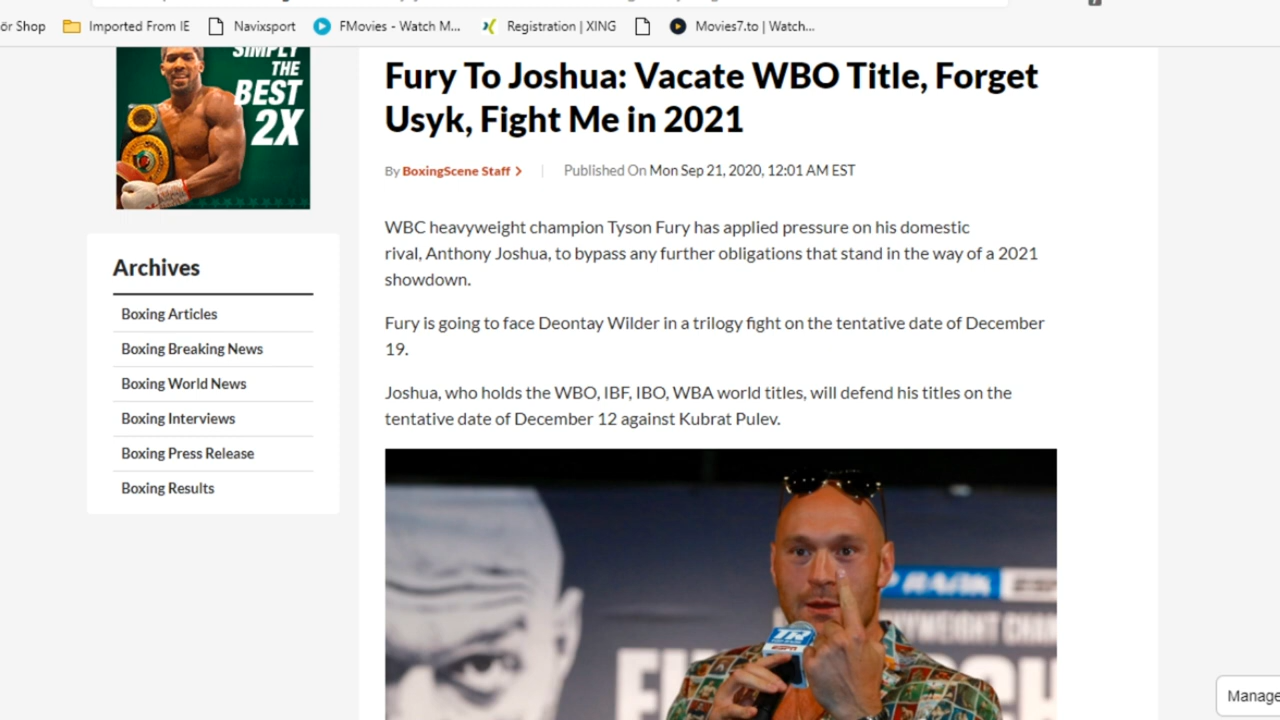 ör Shop
Imported From IE
Navixsport
FMovies - Watch M...
Registration | XING
Movies7.to | Watch...
SIMPLY
THE
BEST
2X
Archives
Boxing Articles
Boxing Breaking News
Boxing World News
Boxing Interviews
Boxing Press Release
Boxing Results
Fury To Joshua: Vacate WBO Title, Forget
Usyk, Fight Me in 2021
By BoxingScene Staff
Published On Mon Sep 21, 2020, 12:01 AM EST
WBC heavyweight champion Tyson Fury has applied pressure on his domestic
rival, Anthony Joshua, to bypass any further obligations that stand in the way of a 2021
showdown.
Fury is going to face Deontay Wilder in a trilogy fight on the tentative date of December
19.
Joshua, who holds the WBO, IBF, IBO, WBA world titles, will defend his titles on the
tentative date of December 12 against Kubrat Pulev.
TR
ESPN
Manage